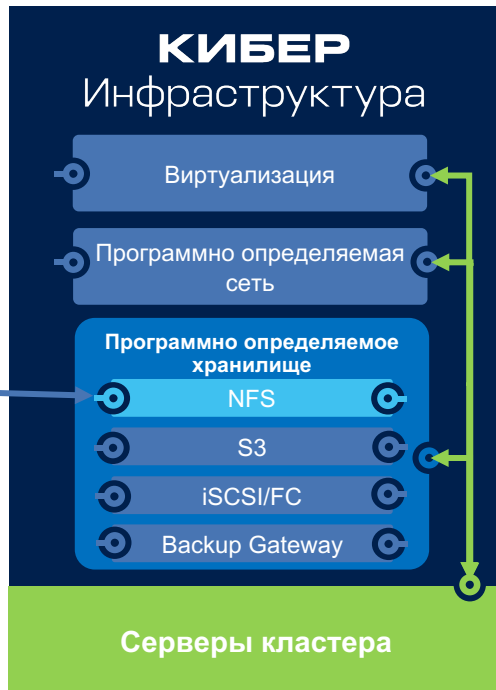 КИБЕР
Инфраструктура
Виртуализация
Программно определяемая
сеть
Программно определяемое
хранилище
NFS
S3
iSCSI/FC
Backup Gateway
Серверы кластера